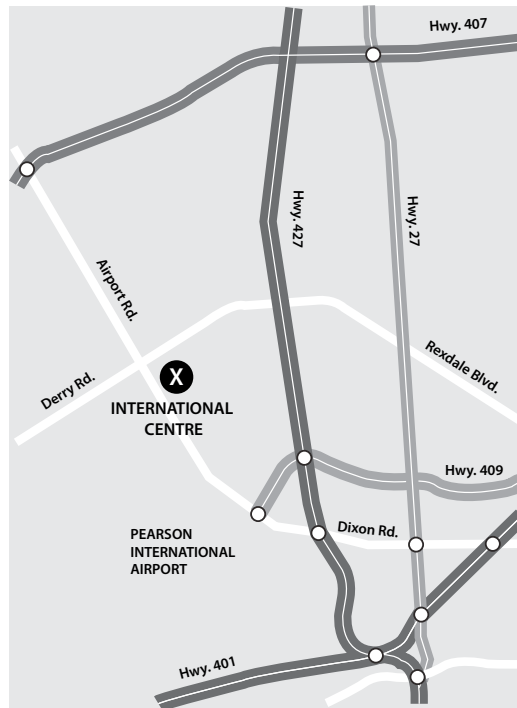 Hwy. 407
Hwy. 427
Hwy. 27
Airport Rd.
Rexdale Blvd.
Derry Rd.
X
INTERNATIONAL
CENTRE
Hwy. 409
Dixon Rd.
PEARSON
INTERNATIONAL
AIRPORT
Hwy. 401